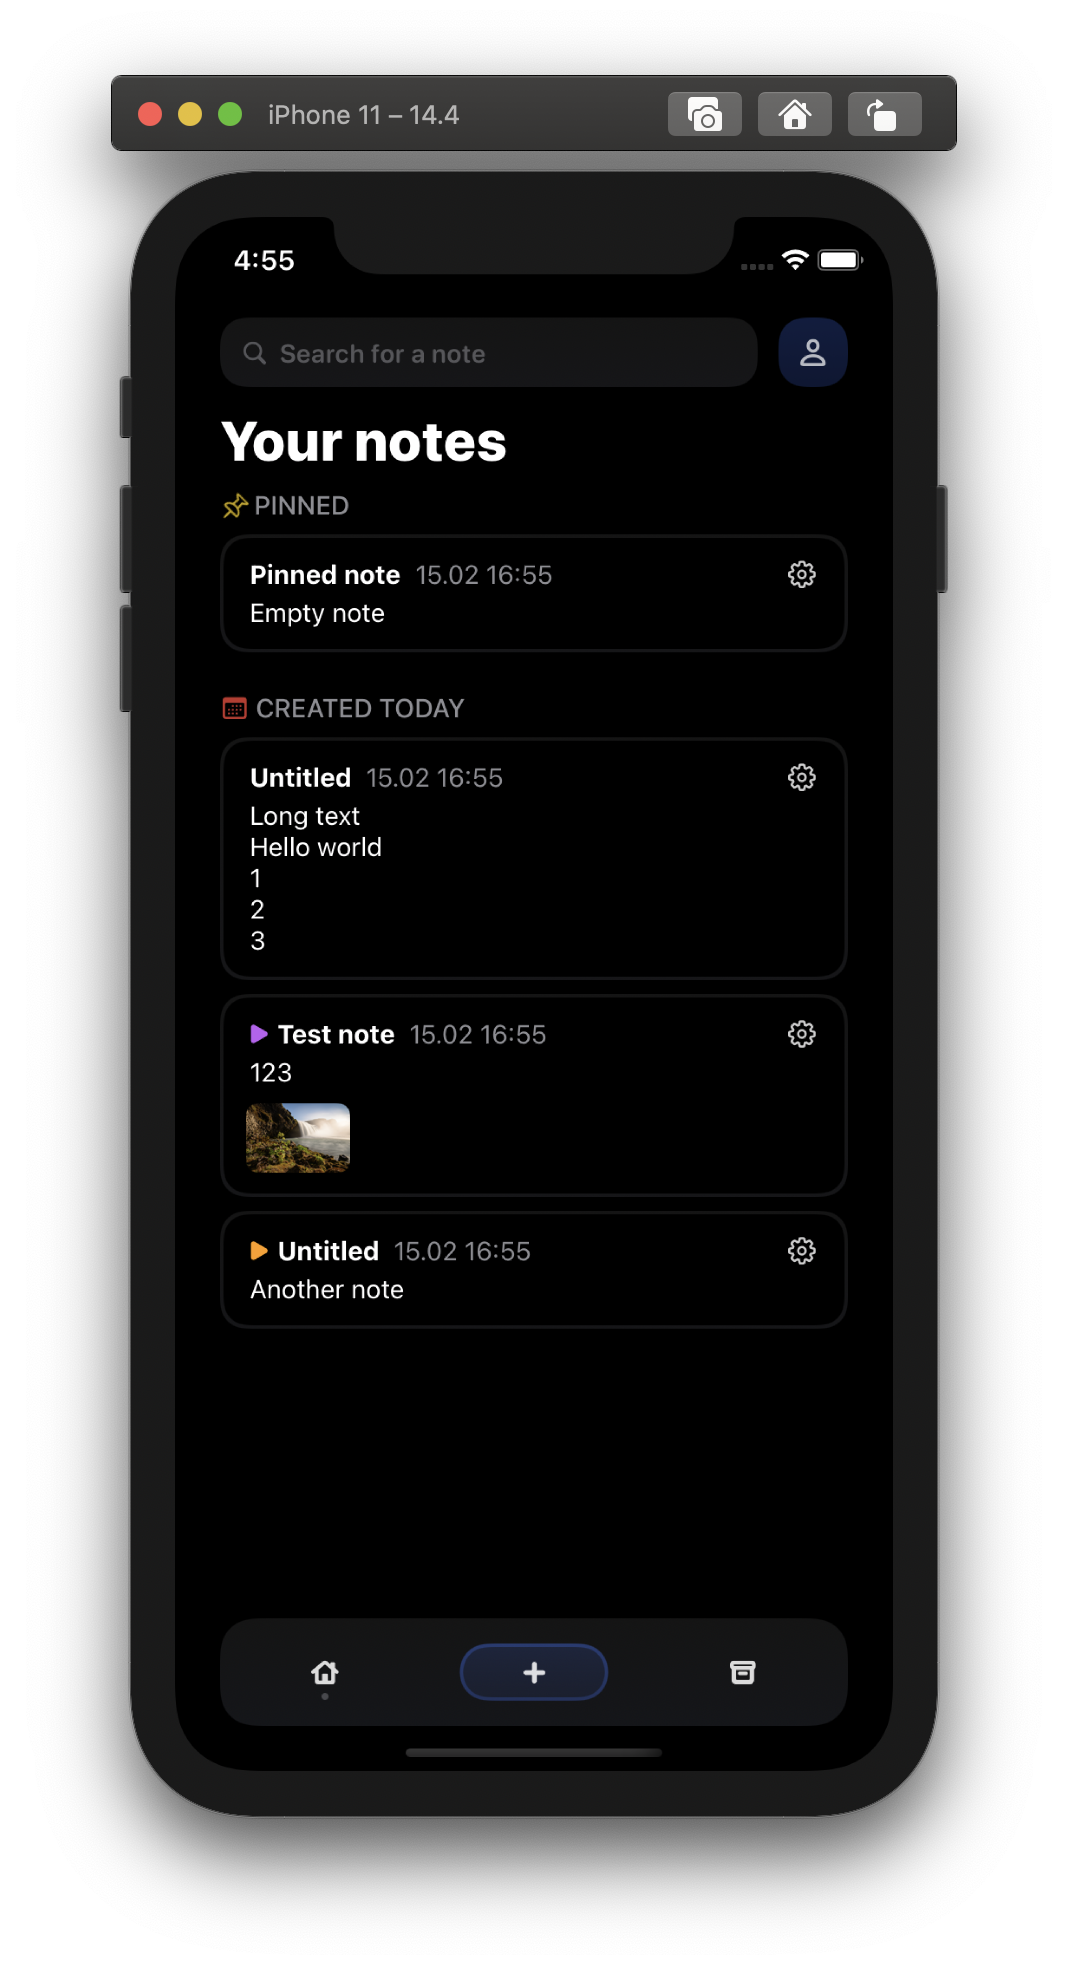 iPhone 11 – 14.4
4:55
Search for a note
Your notes
PINNED
Pinned note 15.02 16:55
Empty note
CREATED TODAY
Untitled 15.02 16:55
Long text
Hello world
1
2
3
Test note 15.02 16:55
123
Untitled 15.02 16:55
Another note